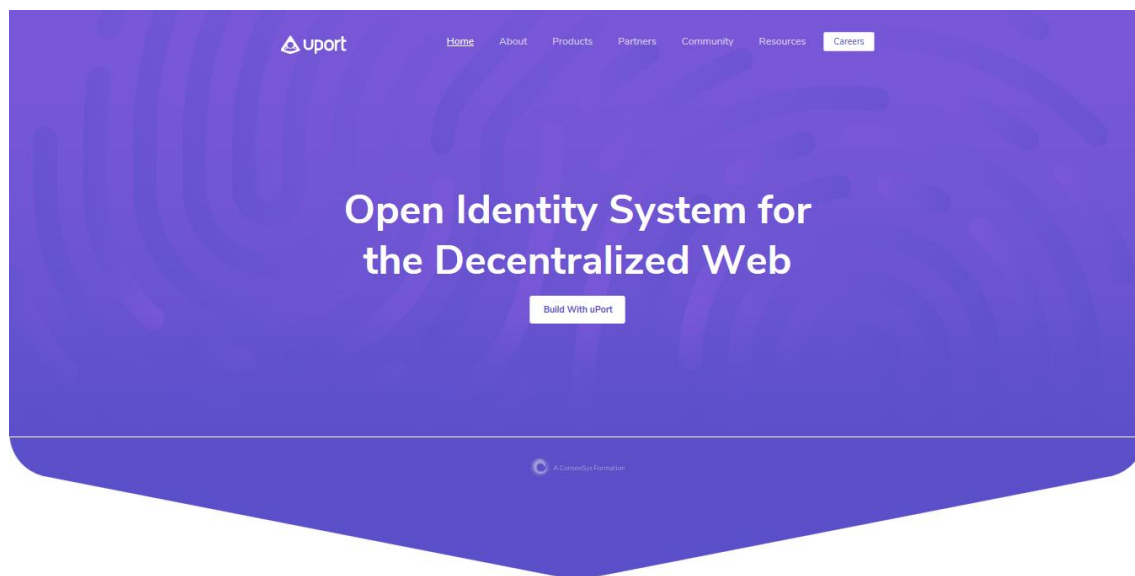 uport
Home About Products Partners Community Resources Careers
Open Identity System for
the Decentralized Web
Build With uPort
A ConsenSys Formation